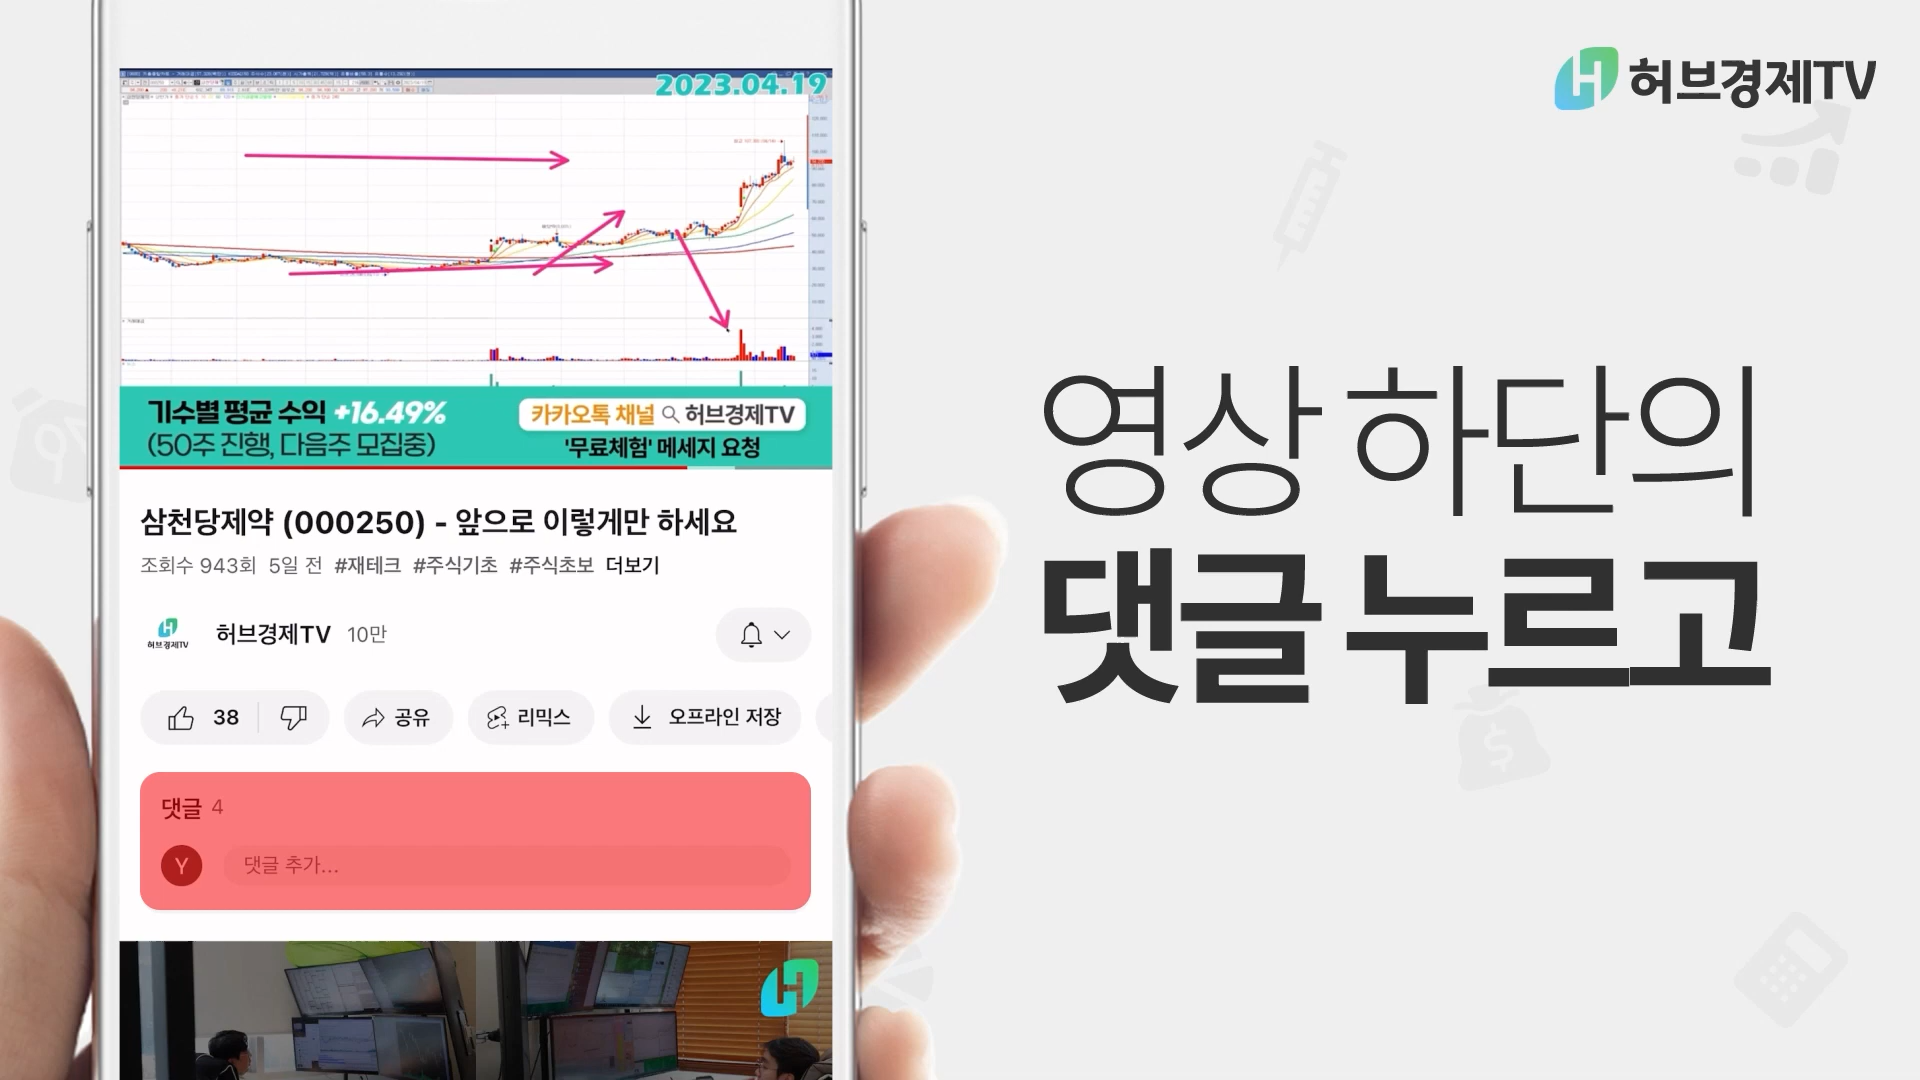 2023.04.19
허브경제TV
기수별 평균 수익 +16.49%
(50주 진행, 다음주 모집중)
카카오톡 채널 허브경제TV
'무료체험' 메세지 요청
삼천당제약 (000250) - 앞으로 이렇게만 하세요
조회수 943회 5일 전 #재테크 #주식기초 #주식초보 더보기
허브경제TV
허브경제TV 10만
38
공유
리믹스
오프라인 저장
댓글 4
Y
댓글 추가...
영상 하단의
댓글 누르고